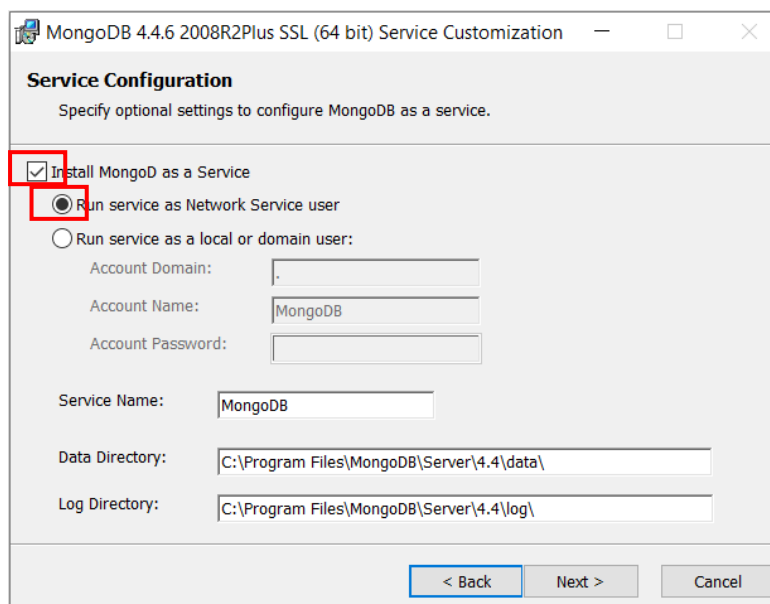 MongoDB 4.4.6 2008R2Plus SSL (64 bit) Service Customization
Service Configuration
Specify optional settings to configure MongoDB as a service.
Install MongoD as a Service
Run service as Network Service user
Run service as a local or domain user:
Account Domain: .
Account Name: MongoDB
Account Password:
Service Name: MongoDB
Data Directory: C:\Program Files\MongoDB\Server\4.4\data\
Log Directory: C:\Program Files\MongoDB\Server\4.4\log\
< Back Next > Cancel